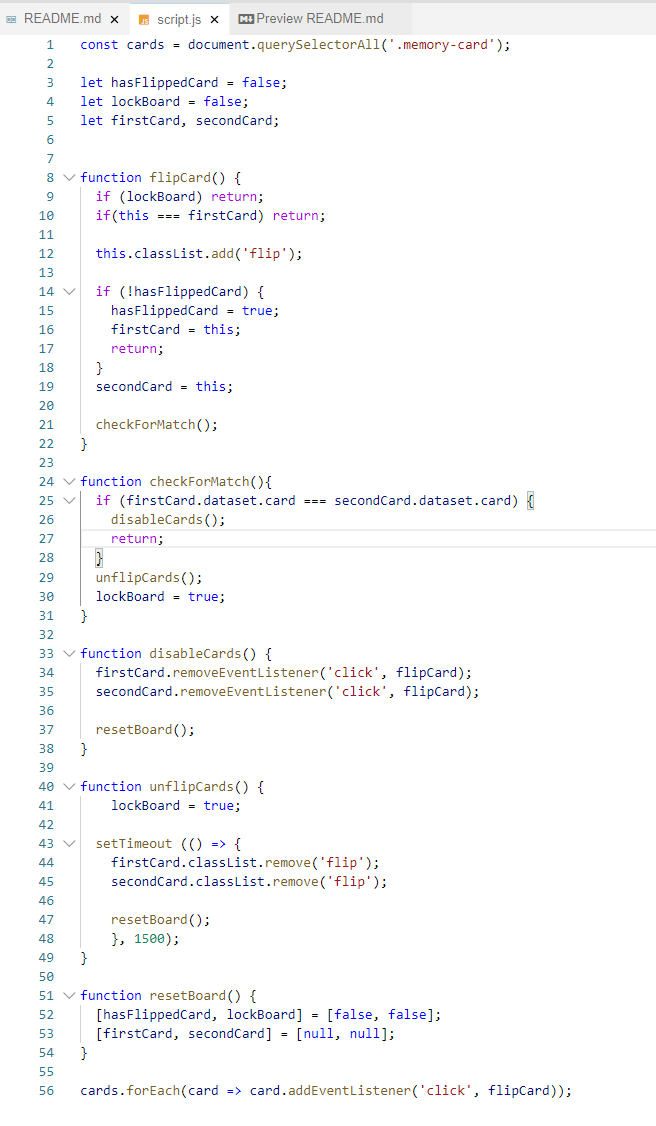 README.md × script.js × Preview README.md
1 const cards = document.querySelectorAll('.memory-card');
2
3 let hasFlippedCard = false;
4 let lockBoard = false;
5 let firstCard, secondCard;
6
7
8 function flipCard() {
9 if (lockBoard) return;
10 if(this === firstCard) return;
11
12 this.classList.add('flip');
13
14 if (!hasFlippedCard) {
15 hasFlippedCard = true;
16 firstCard = this;
17 return;
18 }
19 secondCard = this;
20
21 checkForMatch();
22 }
23
24 function checkForMatch(){
25 if (firstCard.dataset.card === secondCard.dataset.card) {
26 disableCards();
27 return;
28 }
29 unflipCards();
30 lockBoard = true;
31 }
32
33 function disableCards() {
34 firstCard.removeEventListener('click', flipCard);
35 secondCard.removeEventListener('click', flipCard);
36
37 resetBoard();
38 }
39
40 function unflipCards() {
41 lockBoard = true;
42
43 setTimeout (() => {
44 firstCard.classList.remove('flip');
45 secondCard.classList.remove('flip');
46
47 resetBoard();
48 }, 1500);
49 }
50
51 function resetBoard() {
52 [hasFlippedCard, lockBoard] = [false, false];
53 [firstCard, secondCard] = [null, null];
54 }
55
56 cards.forEach(card => card.addEventListener('click', flipCard));